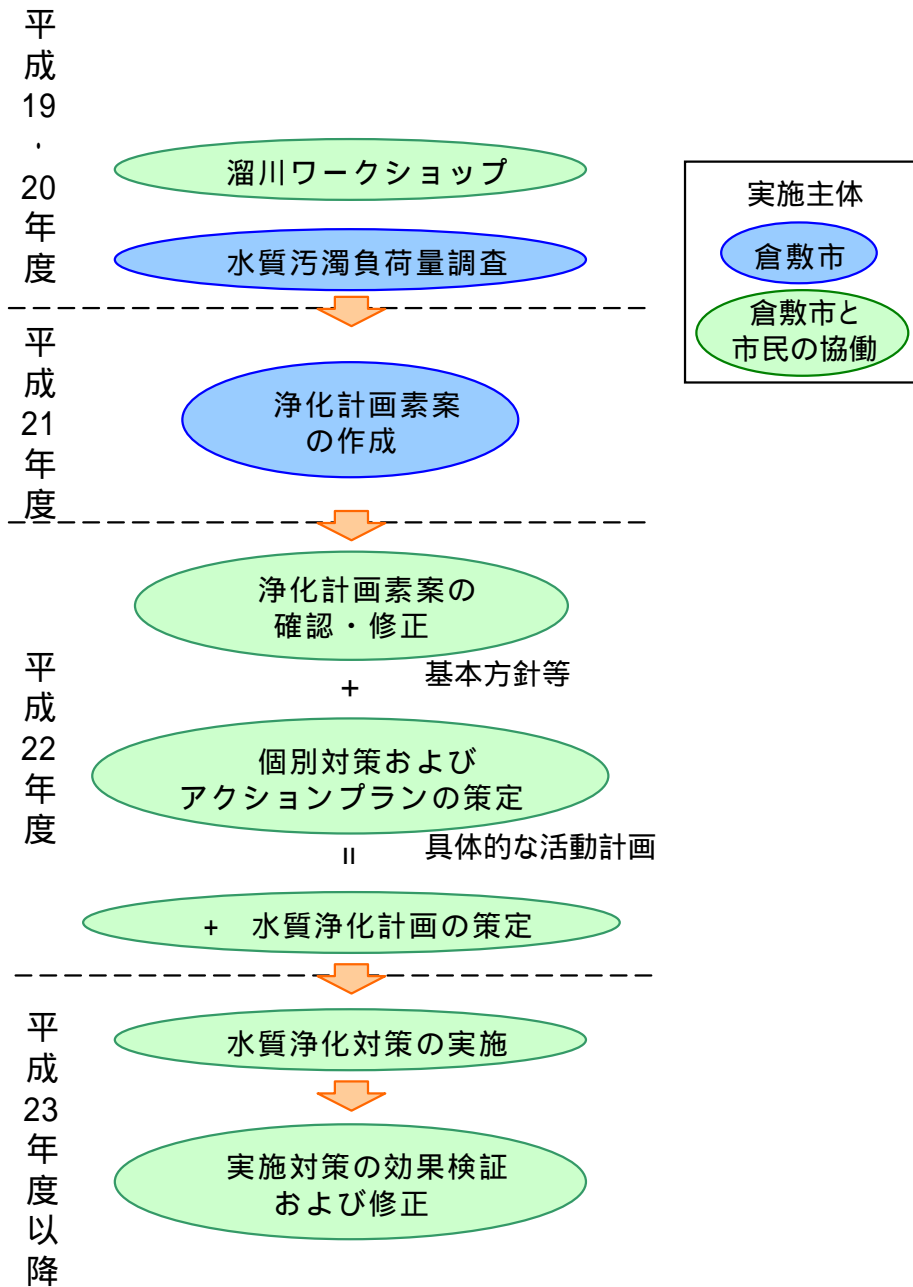 平成19・20年度
溜川ワークショップ
水質汚濁負荷量調査
実施主体
倉敷市
倉敷市と
市民の協働
平成21年度
浄化計画素案
の作成
平成22年度
浄化計画素案の
確認・修正
基本方針等
+
個別対策および
アクションプランの策定
具体的な活動計画
=
+ 水質浄化計画の策定
平成23年度以降
水質浄化対策の実施
実施対策の効果検証
および修正